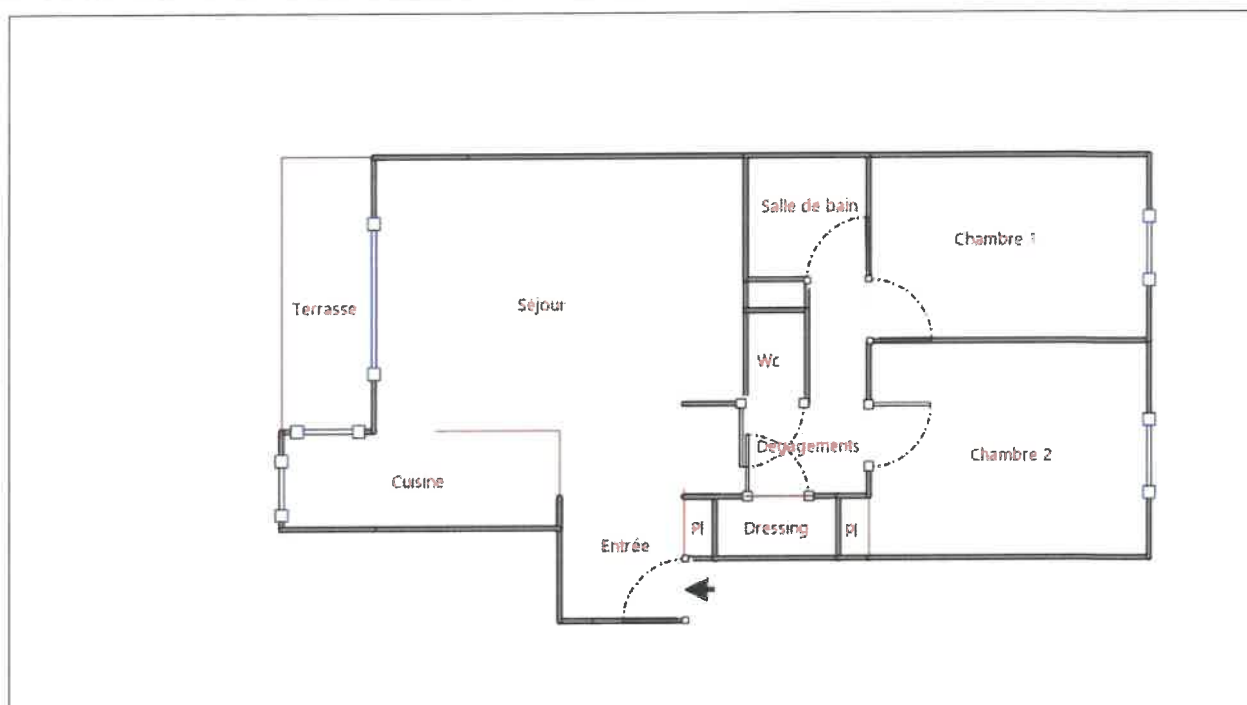 Salle de bain
Chambre 1
Terrasse
Séjour
Wc
Dégagements
Chambre 2
Cuisine
Pl
Dressing
pl
Entrée